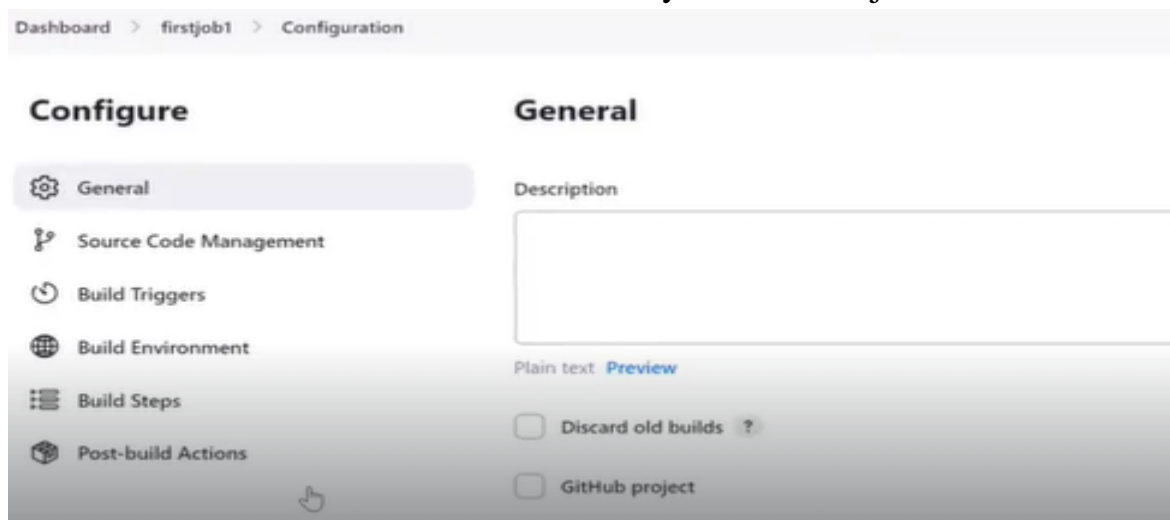 Dashboard > firstjob1 > Configuration
Configure
General
Source Code Management
Build Triggers
Build Environment
Build Steps
Post-build Actions
General
Description
Plain text Preview
Discard old builds ?
GitHub project